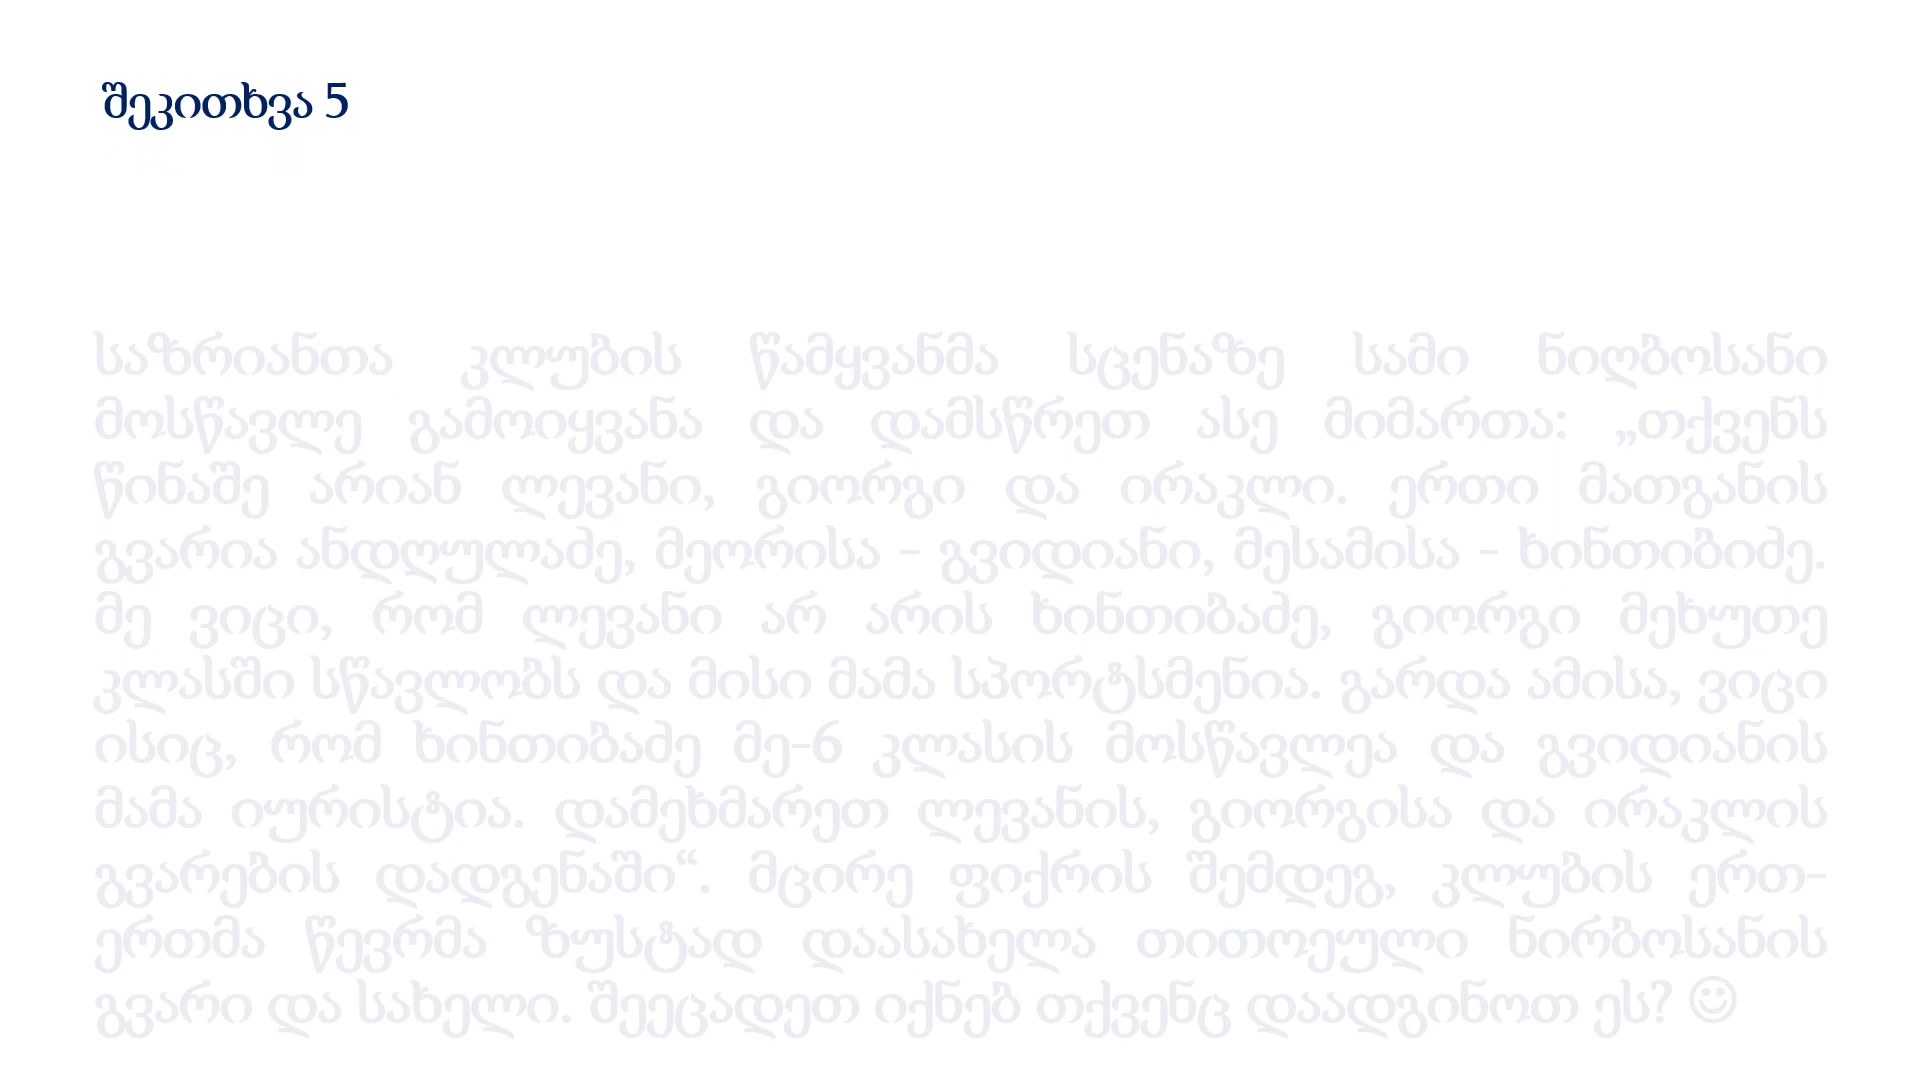 შეკითხვა 5
საზრიანთა კლუბის წამყვანმა სცენაზე სამი ნიღბოსანი
მოსწავლე გამოიყვანა და დამსწრეთ ასე მიმართა: „თქვენს
წინაშე არიან ლევანი, გიორგი და ირაკლი. ერთი მათგანის
გვარია ანდღულაძე, მეორისა - გვიდიანი, მესამისა - ხინთიბიძე.
მე ვიცი, რომ ლევანი არ არის ხინთიბაძე, გიორგი მეხუთე
კლასში სწავლობს და მისი მამა სპორტსმენია. გარდა ამისა, ვიცი
ისიც, რომ ხინთიბაძე მე-6 კლასის მოსწავლეა და გვიდიანის
მამა იურისტია. დამეხმარეთ ლევანის, გიორგისა და ირაკლის
გვარების დადგენაში“. მცირე ფიქრის შემდეგ, კლუბის ერთ-
ერთმა წევრმა ზუსტად დაასახელა თითოეული ნირბოსანის
გვარი და სახელი. შეეცადეთ იქნებ თქვენც დაადგინოთ ეს? ☺